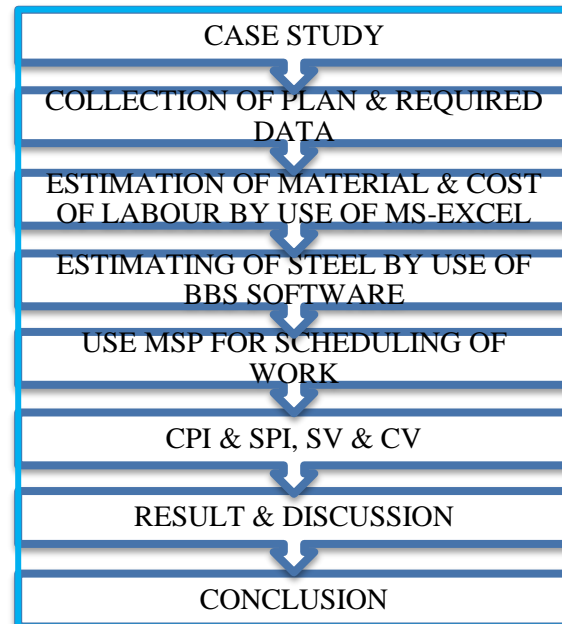 CASE STUDY
COLLECTION OF PLAN & REQUIRED
DATA
ESTIMATION OF MATERIAL & COST
OF LABOUR BY USE OF MS-EXCEL
ESTIMATING OF STEEL BY USE OF
BBS SOFTWARE
USE MSP FOR SCHEDULING OF
WORK
CPI & SPI, SV & CV
RESULT & DISCUSSION
CONCLUSION